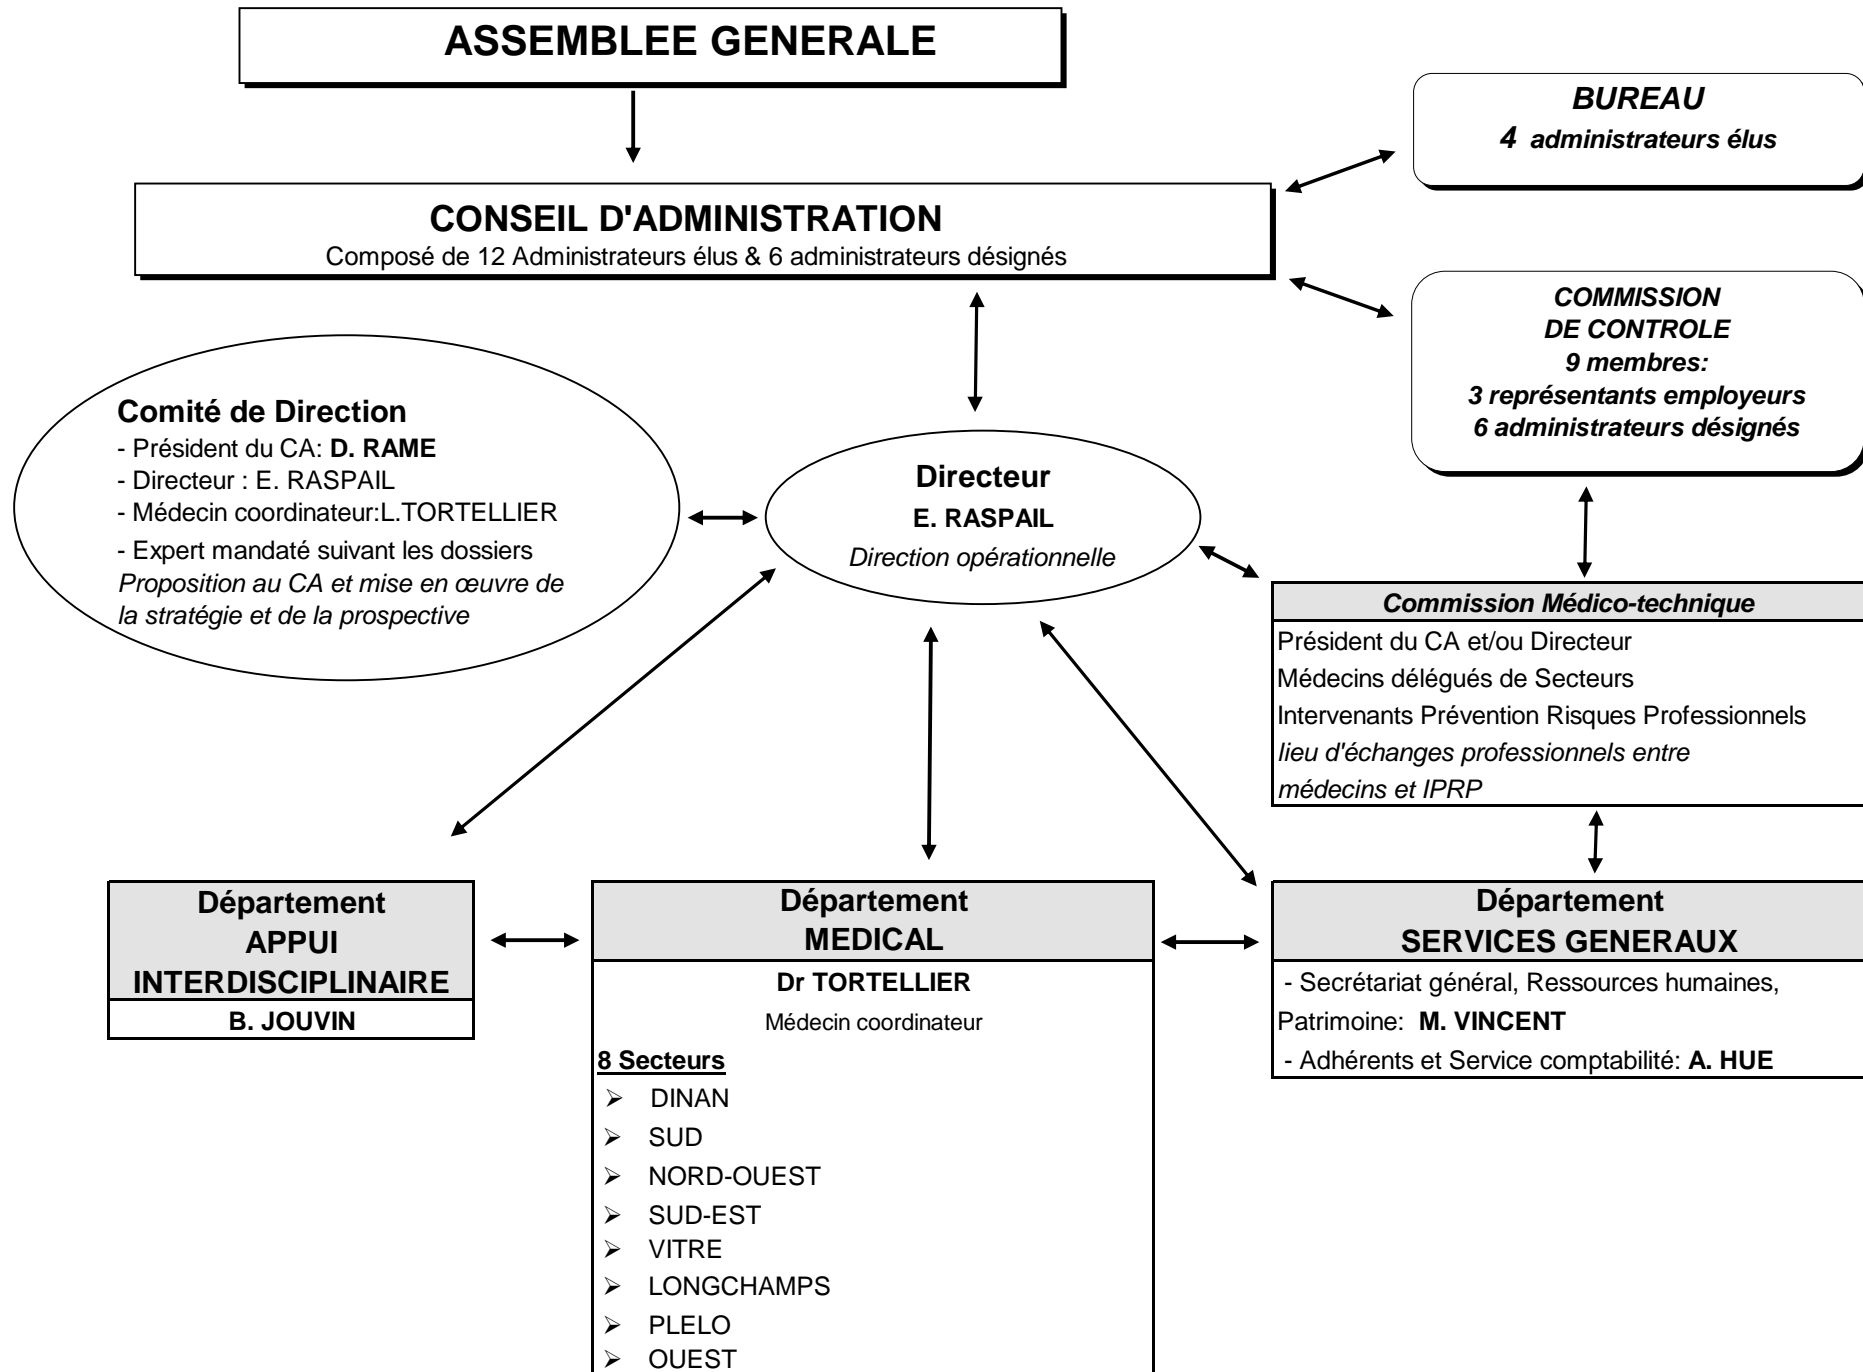 ASSEMBLEE GENERALE
BUREAU
4 administrateurs élus
CONSEIL D'ADMINISTRATION
Composé de 12 Administrateurs élus & 6 administrateurs désignés
COMMISSION
DE CONTROLE
9 membres:
3 représentants employeurs
6 administrateurs désignés
Comité de Direction
- Président du CA: D. RAME
- Directeur : E. RASPAIL
- Médecin coordinateur:L.TORTELLIER
- Expert mandaté suivant les dossiers
Proposition au CA et mise en œuvre de
la stratégie et de la prospective
Directeur
E. RASPAIL
Direction opérationnelle
Commission Médico-technique
Président du CA et/ou Directeur
Médecins délégués de Secteurs
Intervenants Prévention Risques Professionnels
lieu d'échanges professionnels entre
médecins et IPRP
Département
APPUI
INTERDISCIPLINAIRE
B. JOUVIN
Département
MEDICAL
Dr TORTELLIER
Médecin coordinateur
8 Secteurs
➢ DINAN
➢ SUD
➢ NORD-OUEST
➢ SUD-EST
➢ VITRE
➢ LONGCHAMPS
➢ PLELO
➢ OUEST
Département
SERVICES GENERAUX
- Secrétariat général, Ressources humaines,
Patrimoine: M. VINCENT
- Adhérents et Service comptabilité: A. HUE